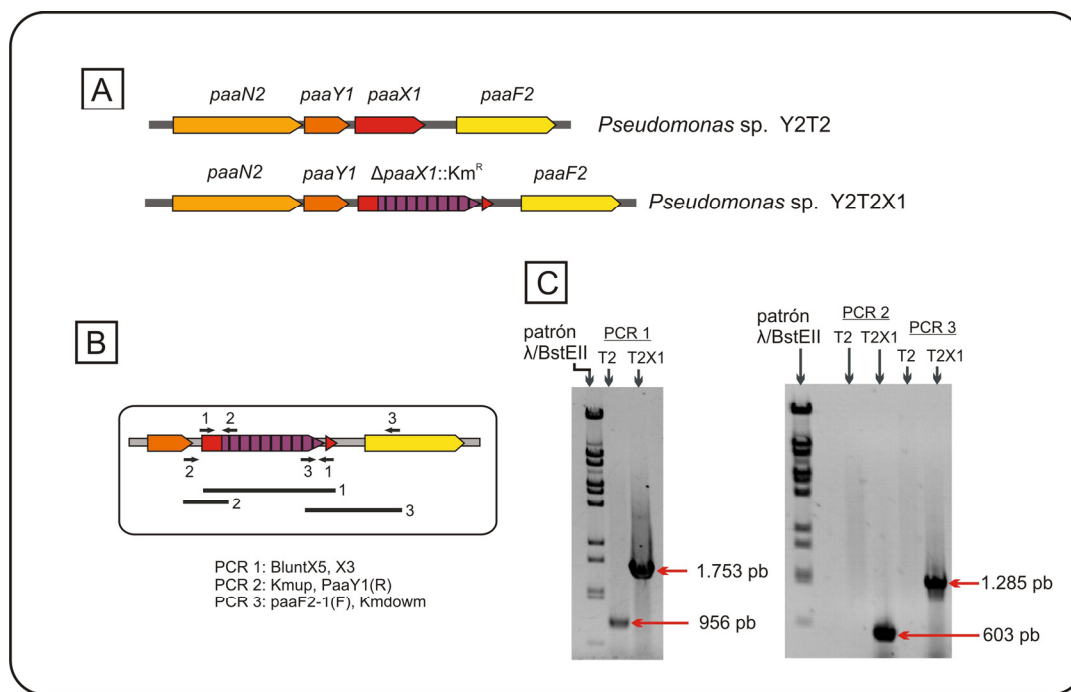 A
paaN2 paaY1 paaX1 paaF2
Pseudomonas sp. Y2T2
paaN2 paaY1 ΔpaaX1::Km^R paaF2
Pseudomonas sp. Y2T2X1
B
1 2 3
2 3 1
1
2
3
PCR 1: BluntX5, X3
PCR 2: Kmup, PaaY1(R)
PCR 3: paaF2-1(F), Kmdowm
C
patrón
λ/BstEII
PCR 1
T2 T2X1
1.753 pb
956 pb
patrón
λ/BstEII
PCR 2
T2 T2X1
PCR 3
T2 T2X1
1.285 pb
603 pb